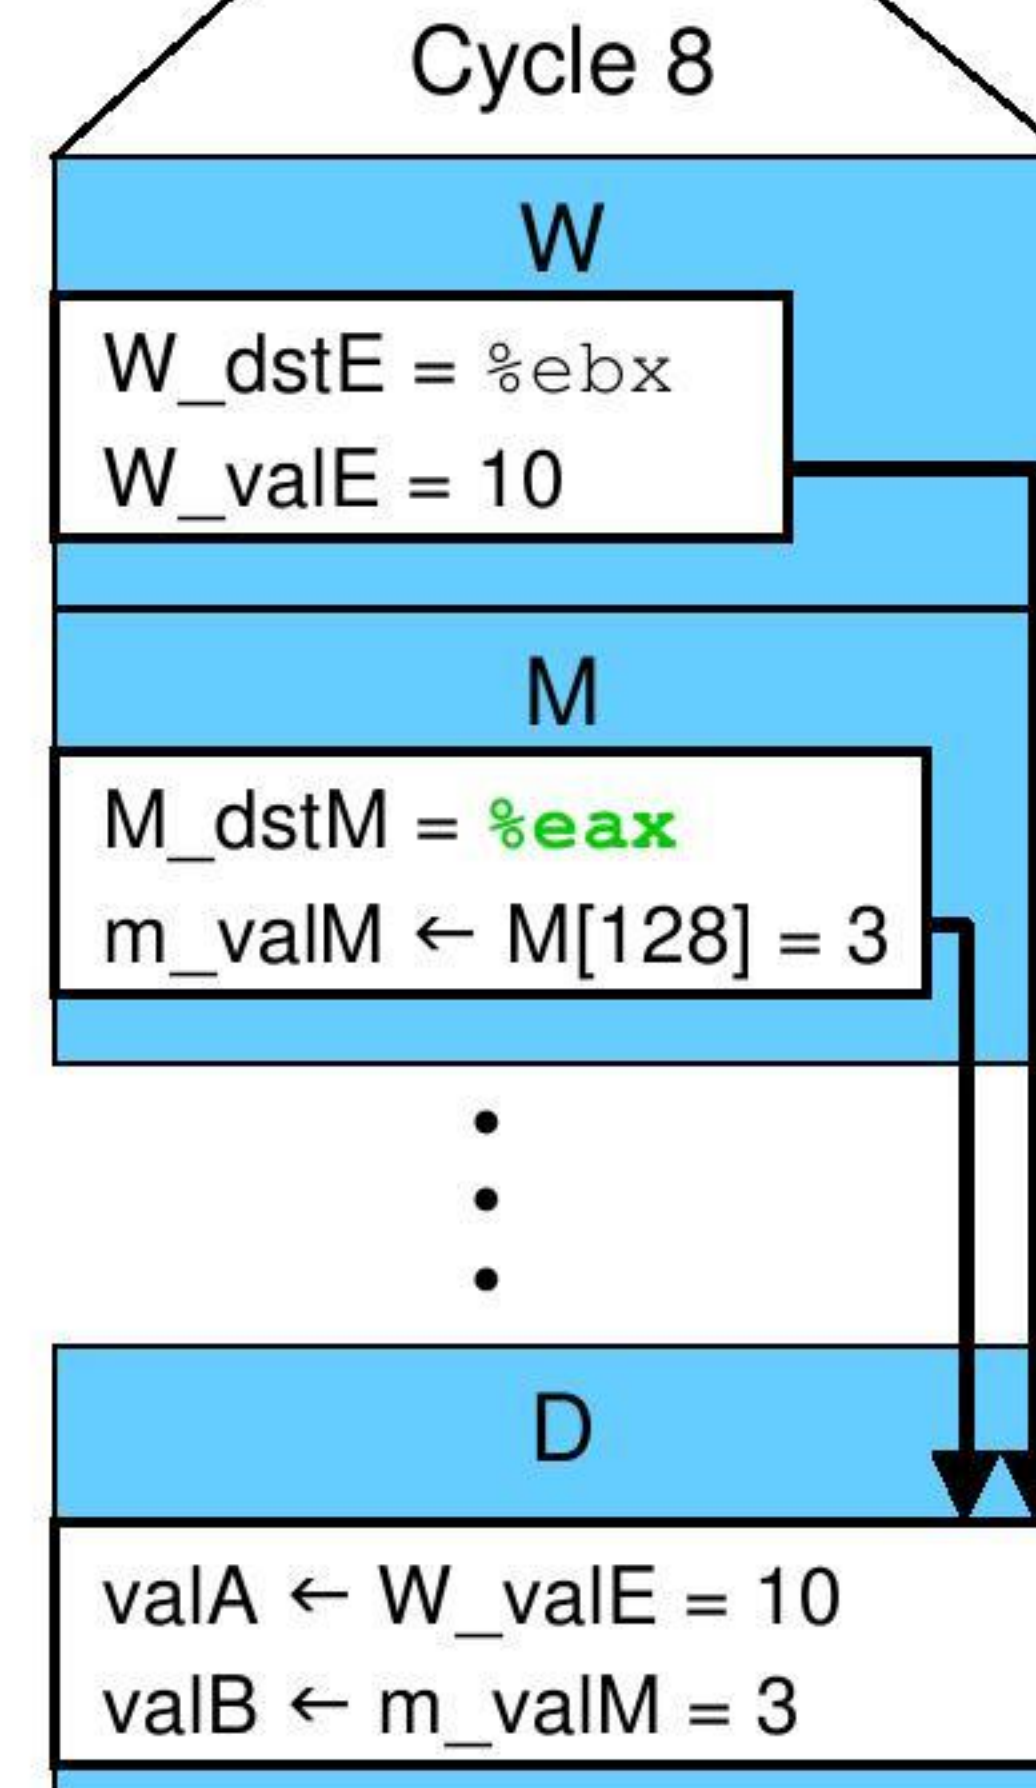 Cycle 8
W
W_dstE = %ebx
W_valE = 10
M
M_dstM = %eax
m_valM ← M[128] = 3
D
valA ← W_valE = 10
valB ← m_valM = 3